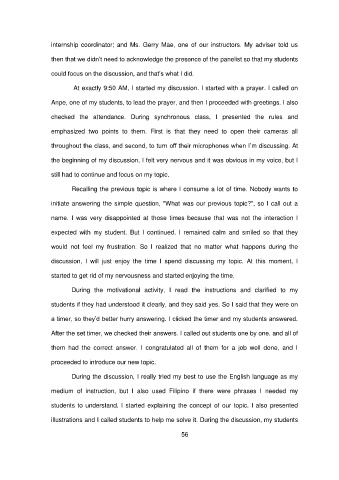 internship coordinator; and Ms. Gerry Mae, one of our instructors. My adviser told us
then that we didn't need to acknowledge the presence of the panelist so that my students
could focus on the discussion, and that's what I did.
At exactly 9:50 AM, I started my discussion. I started with a prayer. I called on
Anpe, one of my students, to lead the prayer, and then I proceeded with greetings. I also
checked the attendance. During synchronous class, I presented the rules and
emphasized two points to them. First is that they need to open their cameras all
throughout the class, and second, to turn off their microphones when I'm discussing. At
the beginning of my discussion, I felt very nervous and it was obvious in my voice, but I
still had to continue and focus on my topic.
Recalling the previous topic is where I consume a lot of time. Nobody wants to
initiate answering the simple question, "What was our previous topic?", so I call out a
name. I was very disappointed at those times because that was not the interaction I
expected with my student. But I continued. I remained calm and smiled so that they
would not feel my frustration. So I realized that no matter what happens during the
discussion, I will just enjoy the time I spend discussing my topic. At this moment, I
started to get rid of my nervousness and started enjoying the time.
During the motivational activity, I read the instructions and clarified to my
students if they had understood it clearly, and they said yes. So I said that they were on
a timer, so they'd better hurry answering. I clicked the timer and my students answered.
After the set timer, we checked their answers. I called out students one by one, and all of
them had the correct answer. I congratulated all of them for a job well done, and I
proceeded to introduce our new topic.
During the discussion, I really tried my best to use the English language as my
medium of instruction, but I also used Filipino if there were phrases I needed my
students to understand. I started explaining the concept of our topic. I also presented
illustrations and I called students to help me solve it. During the discussion, my students
56